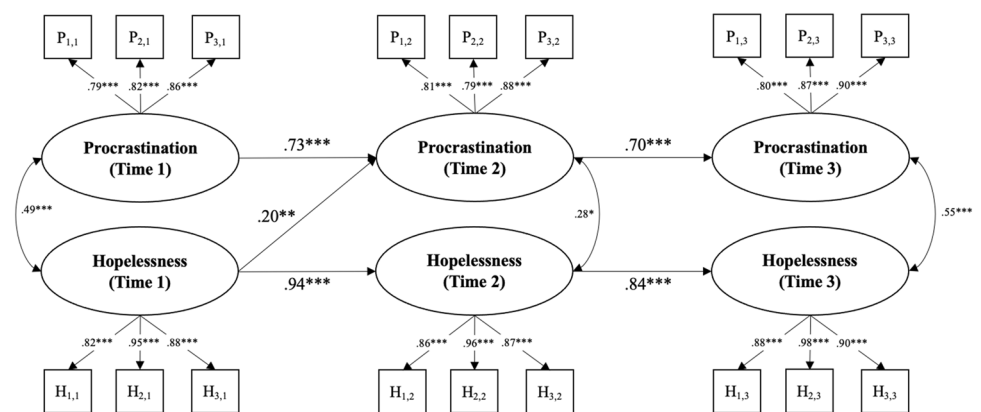 P1,1 P2,1 P3,1 P1,2 P2,2 P3,2 P1,3 P2,3 P3,3
.79*** .82*** .86*** .81*** .79*** .88*** .80*** .87*** .90***
Procrastination Procrastination Procrastination
(Time 1) (Time 2) (Time 3)
.73*** .70***
.49*** .20** .28* .55***
Hopelessness Hopelessness Hopelessness
(Time 1) (Time 2) (Time 3)
.94*** .84***
.82*** .95*** .88*** .86*** .96*** .87*** .88*** .98*** .90***
H1,1 H2,1 H3,1 H1,2 H2,2 H3,2 H1,3 H2,3 H3,3